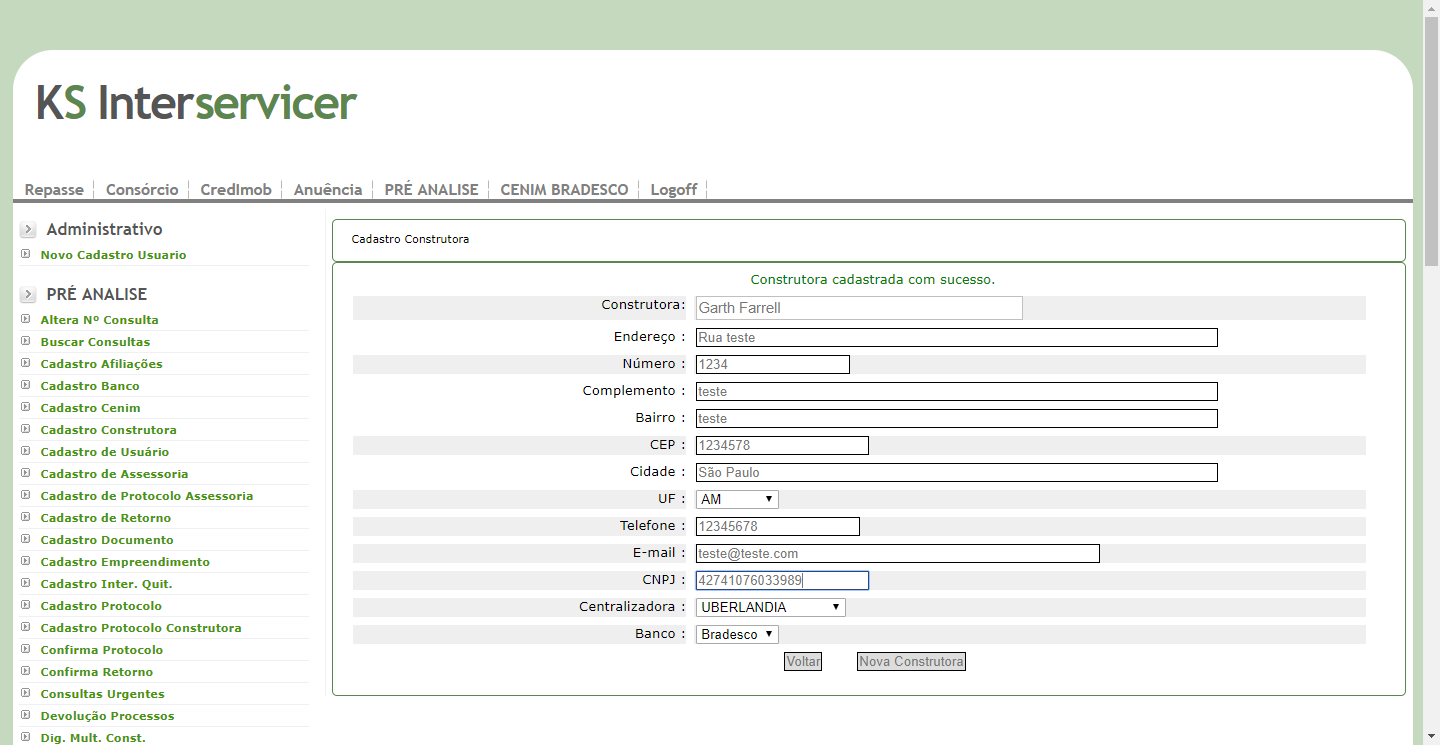 KS Interservicer
Repasse Consórcio CredImob Anuência PRÉ ANALISE CENIM BRADESCO Logoff
Administrativo
Novo Cadastro Usuario
PRÉ ANALISE
Altera Nº Consulta
Buscar Consultas
Cadastro Afiliações
Cadastro Banco
Cadastro Cenim
Cadastro Construtora
Cadastro de Usuário
Cadastro de Assessoria
Cadastro de Protocolo Assessoria
Cadastro de Retorno
Cadastro Documento
Cadastro Empreendimento
Cadastro Inter. Quit.
Cadastro Protocolo
Cadastro Protocolo Construtora
Confirma Protocolo
Confirma Retorno
Consultas Urgentes
Devolução Processos
Dig. Mult. Const.
Cadastro Construtora
Construtora cadastrada com sucesso.
Construtora: Garth Farrell
Endereço : Rua teste
Número : 1234
Complemento : teste
Bairro : teste
CEP : 1234578
Cidade : São Paulo
UF : AM
Telefone : 12345678
E-mail : teste@teste.com
CNPJ : 42741076033989
Centralizadora : UBERLANDIA
Banco : Bradesco
Voltar Nova Construtora